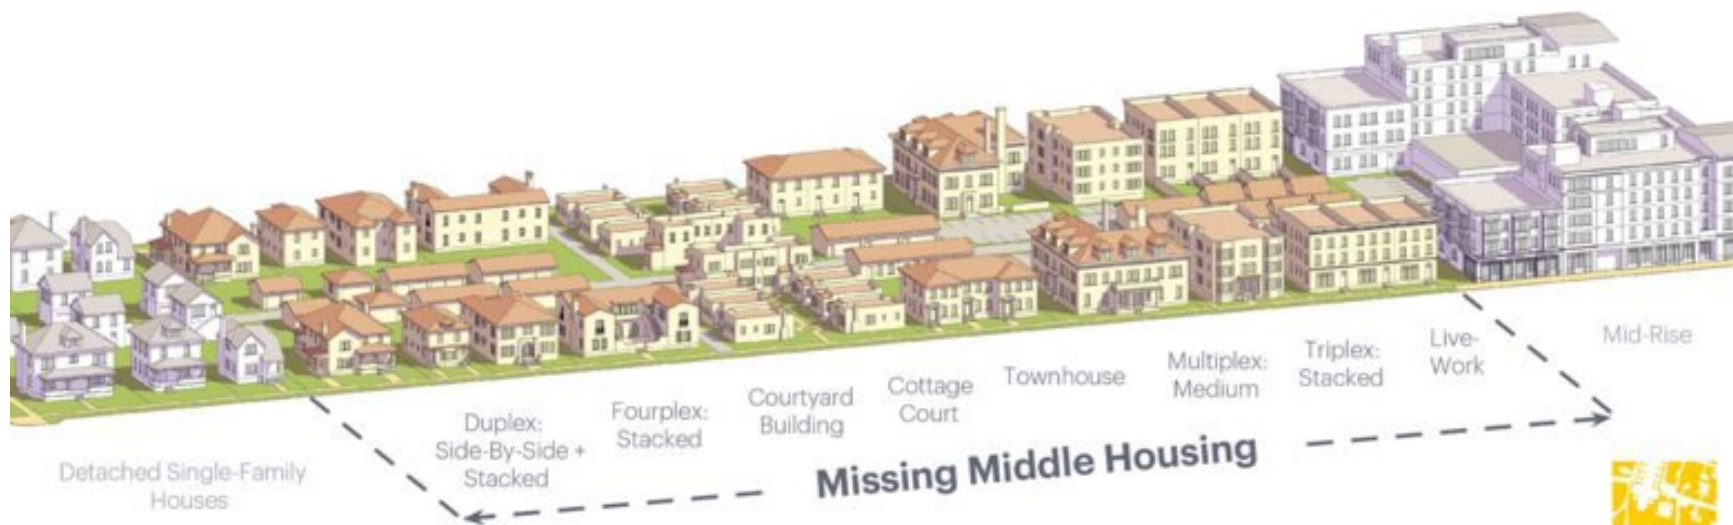 Detached Single-Family
Houses
Duplex:
Side-By-Side +
Stacked
Fourplex:
Stacked
Courtyard
Building
Cottage
Court
Townhouse
Multiplex:
Medium
Triplex:
Stacked
Live-
Work
Mid-Rise
Missing Middle Housing